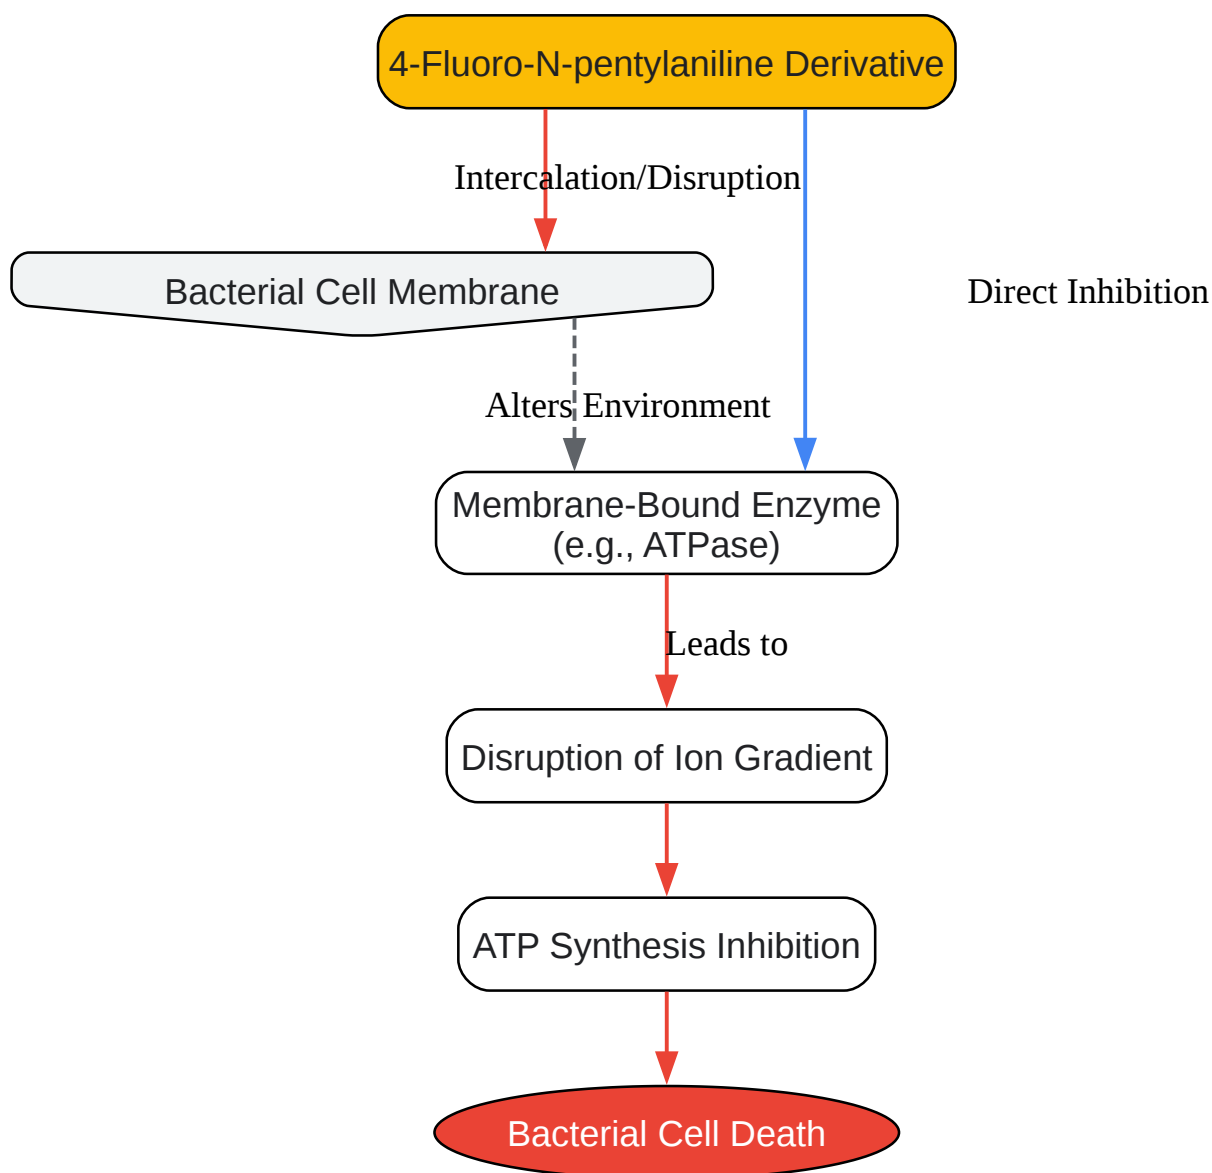 4-Fluoro-N-pentylaniline Derivative
Intercalation/Disruption
Bacterial Cell Membrane
Direct Inhibition
Alters Environment
Membrane-Bound Enzyme
(e.g., ATPase)
Leads to
Disruption of Ion Gradient
ATP Synthesis Inhibition
Bacterial Cell Death